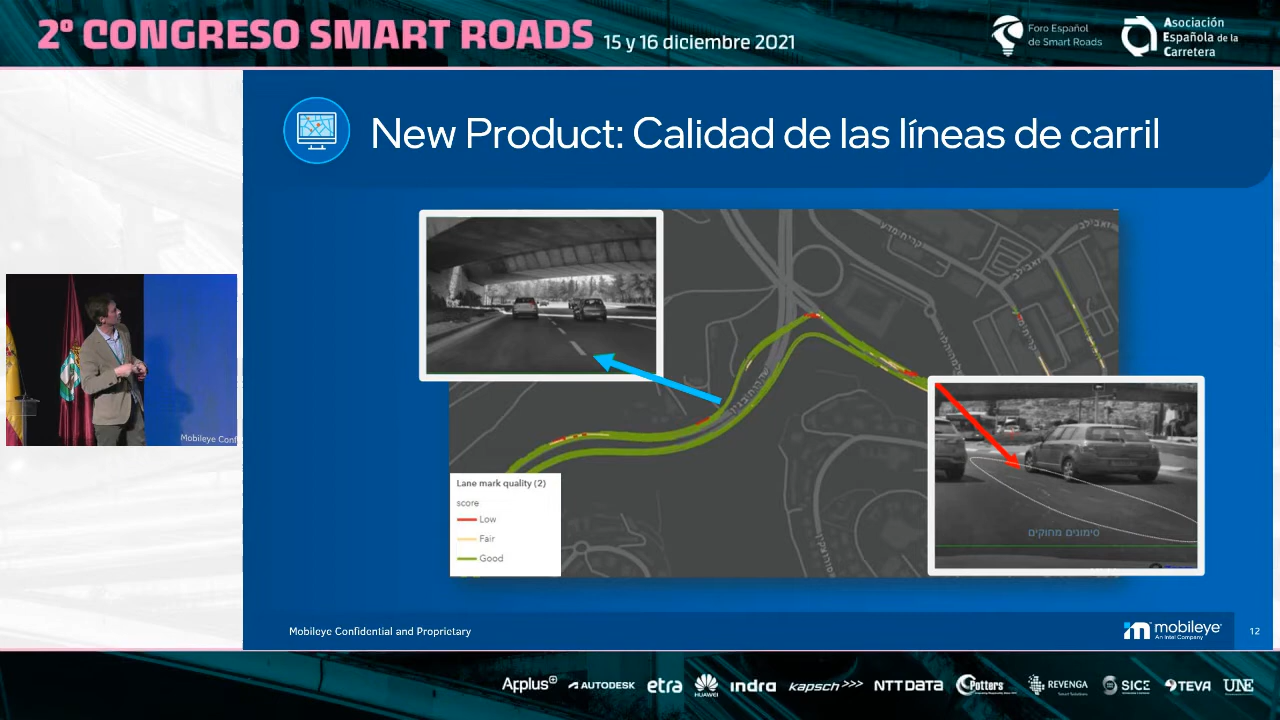 2º CONGRESO SMART ROADS 15 y 16 diciembre 2021
Foro Español
de Smart Roads
Asociación
Española de la
Carretera
New Product: Calidad de las líneas de carril
Lane mark quality (2)
score
Low
Fair
Good
סימונים מחוקים
Mobileye Conf
Mobileye Confidential and Proprietary
mobileye
An Intel Company
12
Applus+
AUTODESK
etra
HUAWEI
indra
kapsch >>>
NTT DATA
Potters
REVENGA
SICE
TEVA
UNE